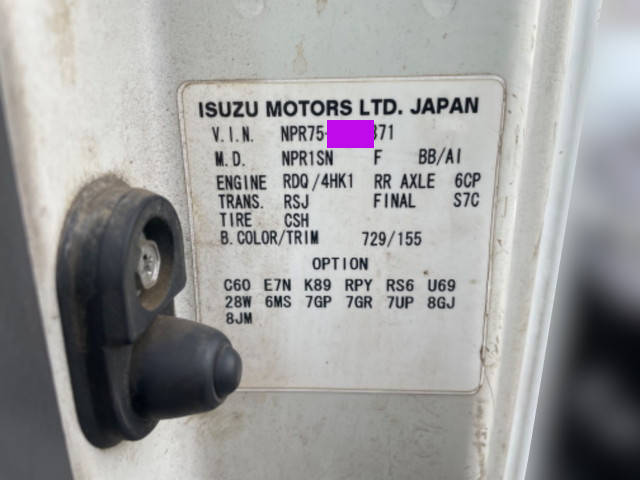 ISUZU MOTORS LTD. JAPAN
V.I.N. NPR75- 371
M.D. NPR1SN F BB/AI
ENGINE RDQ/4HK1 RR AXLE 6CP
TRANS. RSJ FINAL S7C
TIRE CSH
B.COLOR/TRIM 729/155
OPTION
C60 E7N K89 RPY RS6 U69
28W 6MS 7GP 7GR 7UP 8GJ
8JM